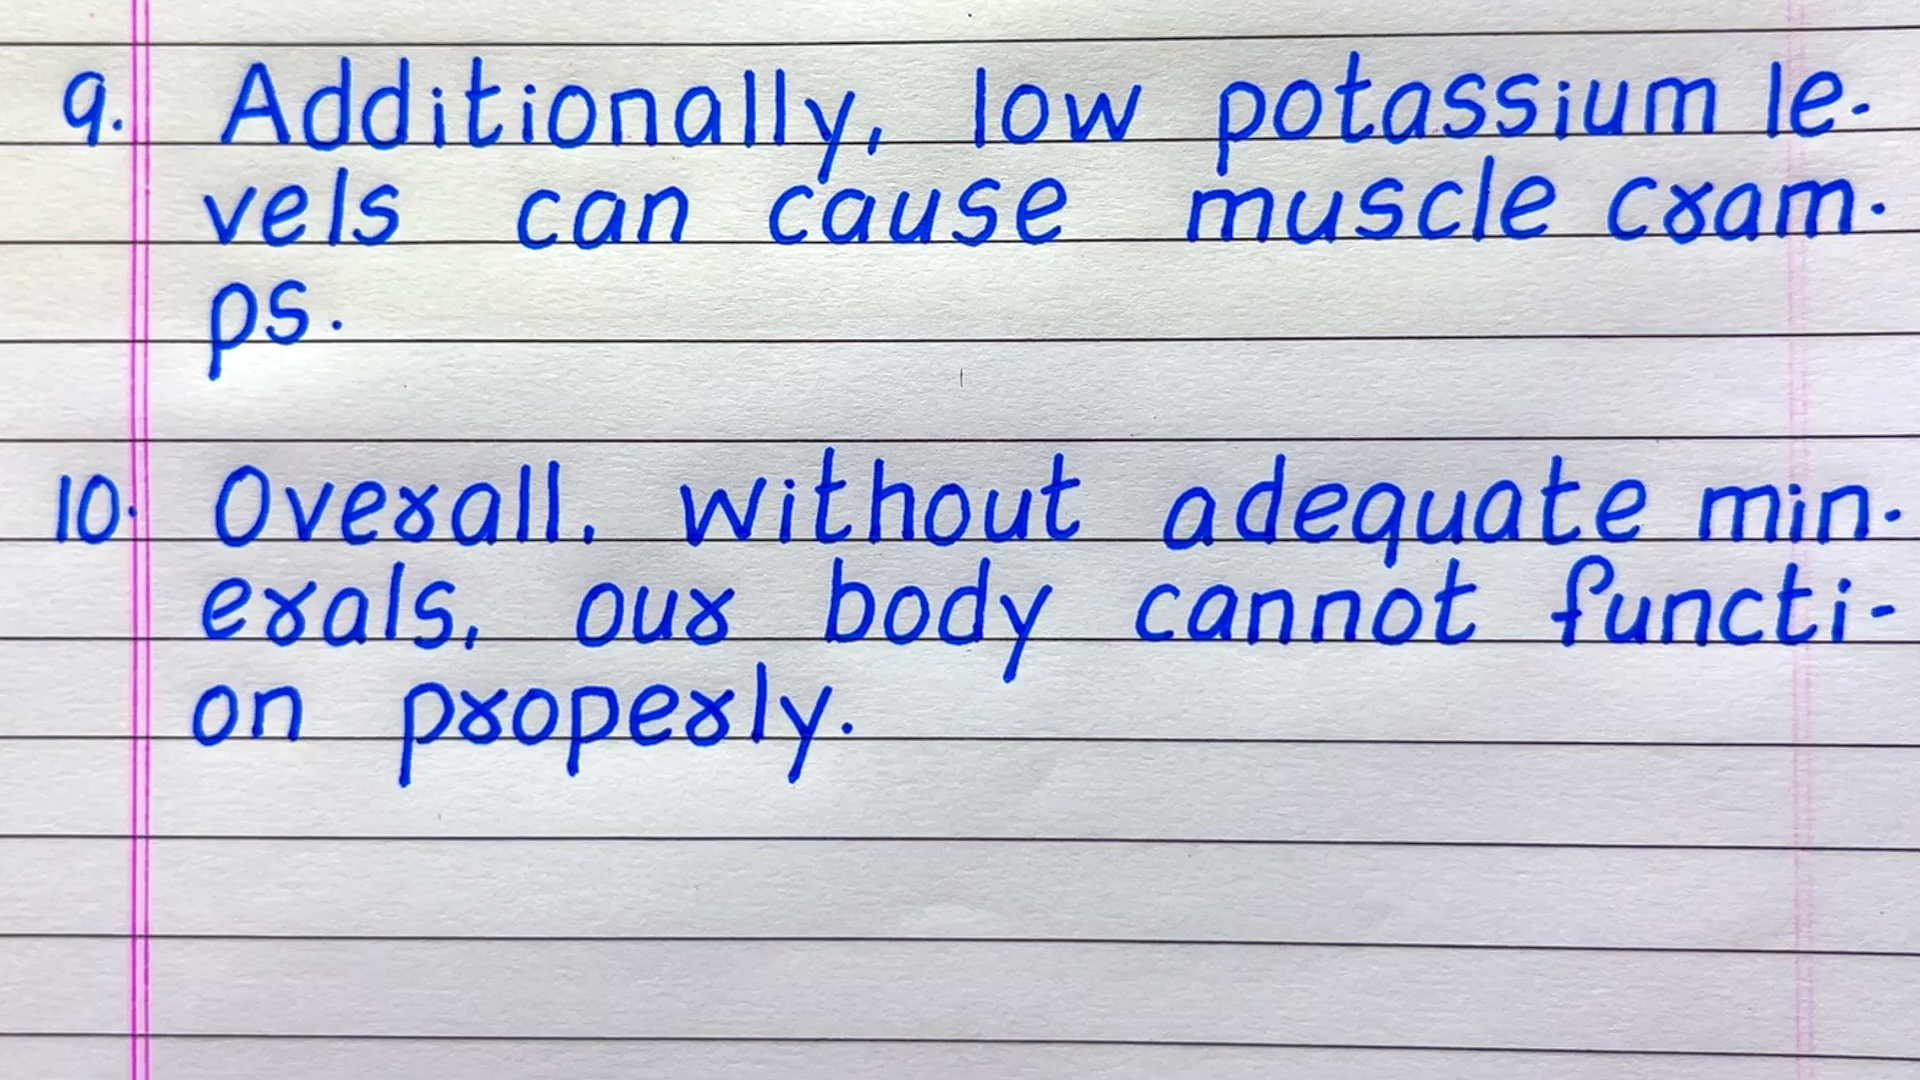 9. Additionally, low potassium le-
vels can cause muscle cram-
ps.
10. Overall, without adequate min-
erals, our body cannot functi-
on properly.